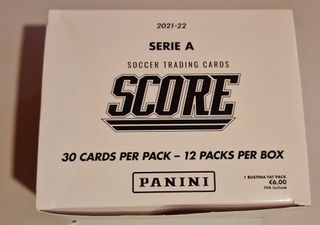 2021-22
SERIE A
SOCCER TRADING CARDS
SCORE
30 CARDS PER PACK – 12 PACKS PER BOX
PANINI
1 BUSTINA FAT PACK
€6,00
IVA inclusa